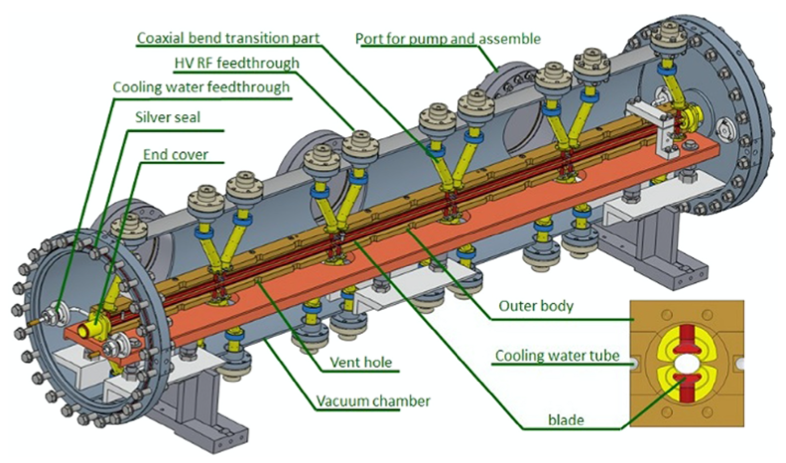 Coaxial bend transition part
Port for pump and assemble
HV RF feedthrough
Cooling water feedthrough
Silver seal
End cover
Outer body
Cooling water tube
Vent hole
Vacuum chamber
blade